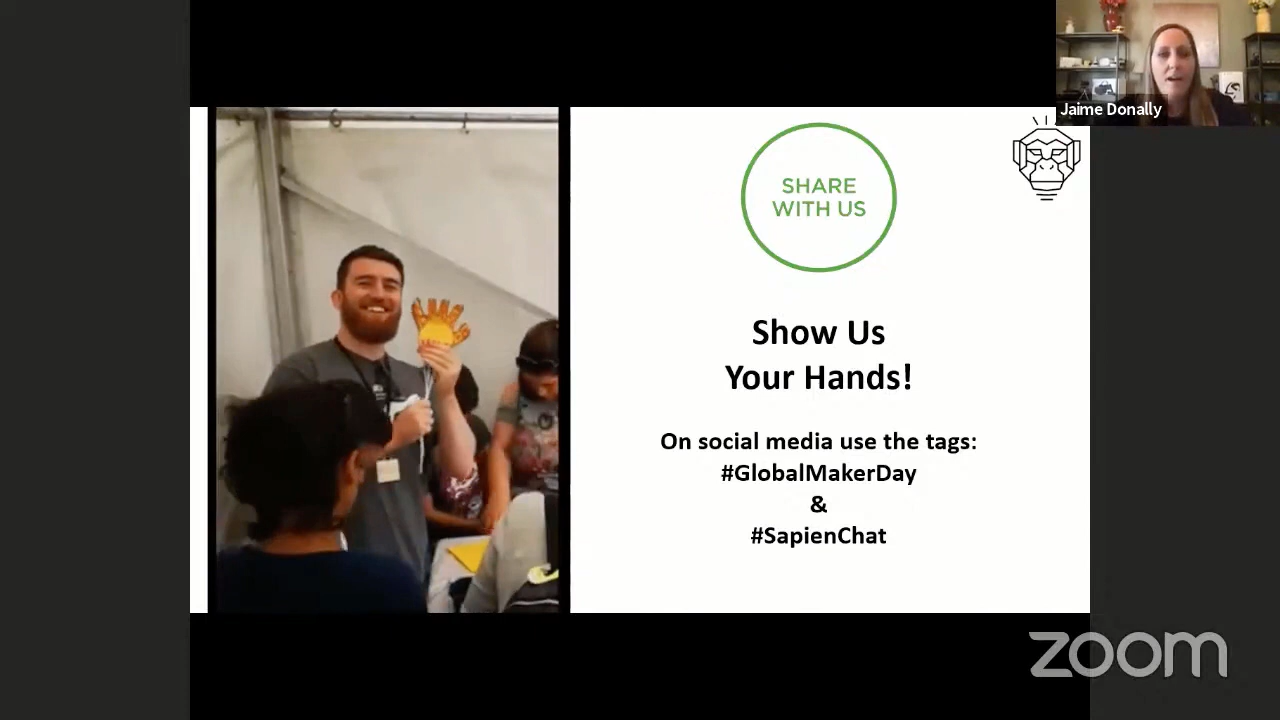 Jaime Donally
SHARE
WITH US
Show Us
Your Hands!
On social media use the tags:
#GlobalMakerDay
&
#SapienChat
zoom